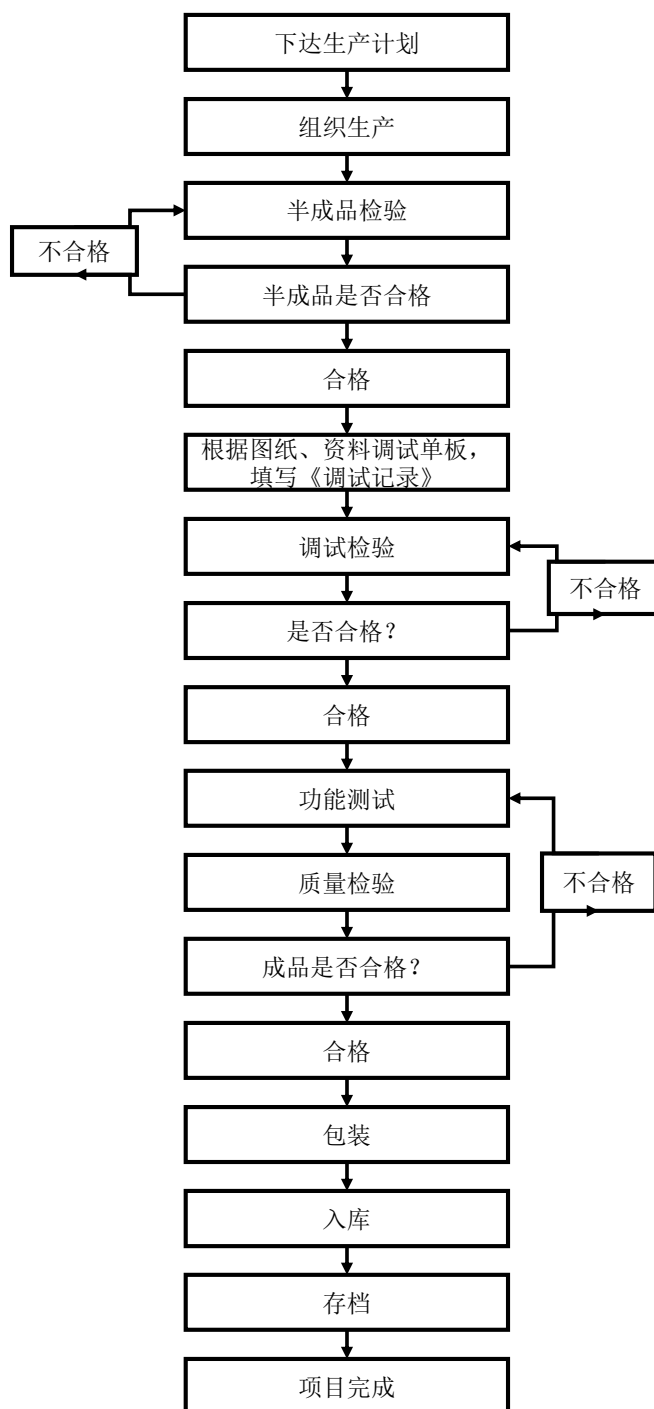 下达生产计划
组织生产
半成品检验
不合格
半成品是否合格
合格
根据图纸、资料调试单板，
填写《调试记录》
调试检验
不合格
是否合格？
合格
功能测试
质量检验
不合格
成品是否合格？
合格
包装
入库
存档
项目完成